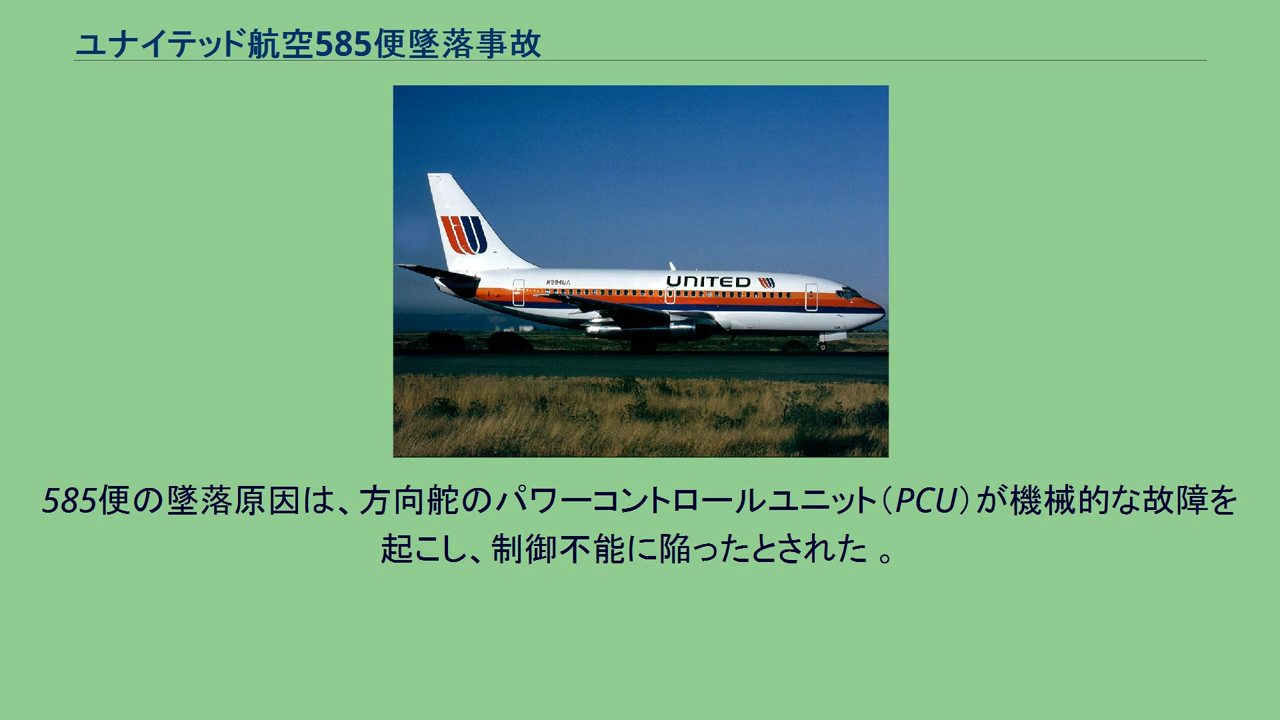 ユナイテッド航空585便墜落事故
UNITED
N994UA
585便の墜落原因は、方向舵のパワーコントロールユニット（PCU）が機械的な故障を
起こし、制御不能に陥ったとされた 。